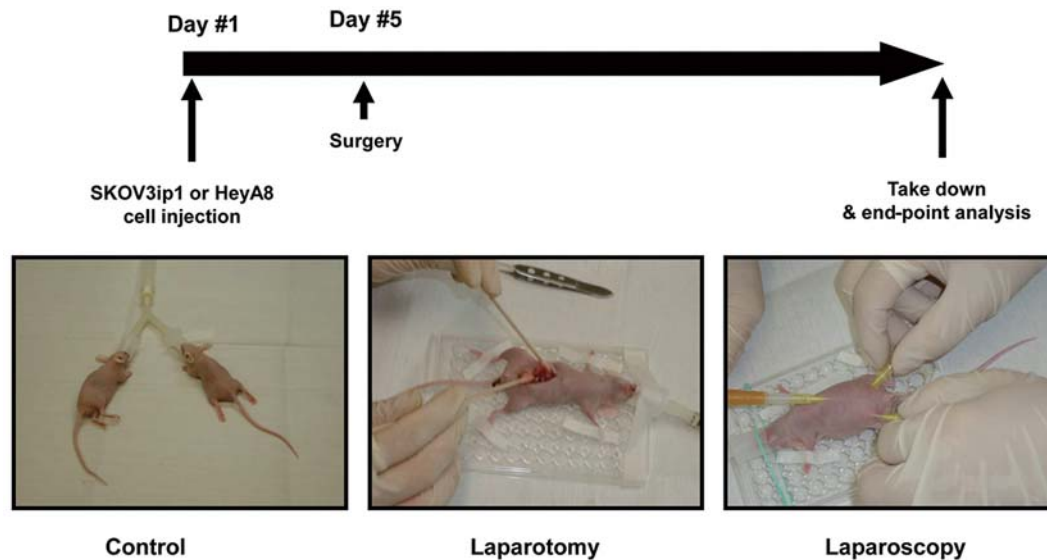 Day #1
Day #5
Surgery
SKOV3ip1 or HeyA8
cell injection
Take down
& end-point analysis
Control
Laparotomy
Laparoscopy